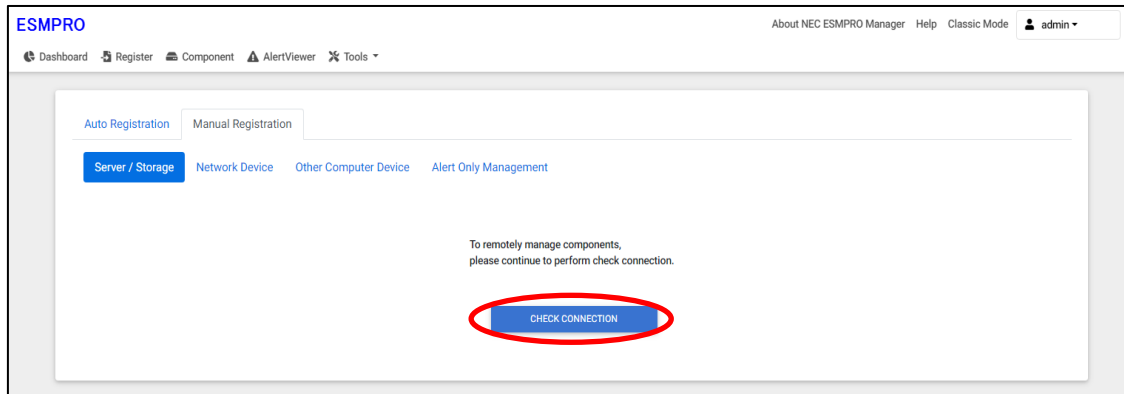 ESMPRO
About NEC ESMPRO Manager Help Classic Mode admin
Dashboard Register Component AlertViewer Tools
Auto Registration Manual Registration
Server / Storage Network Device Other Computer Device Alert Only Management
To remotely manage components,
please continue to perform check connection.
CHECK CONNECTION